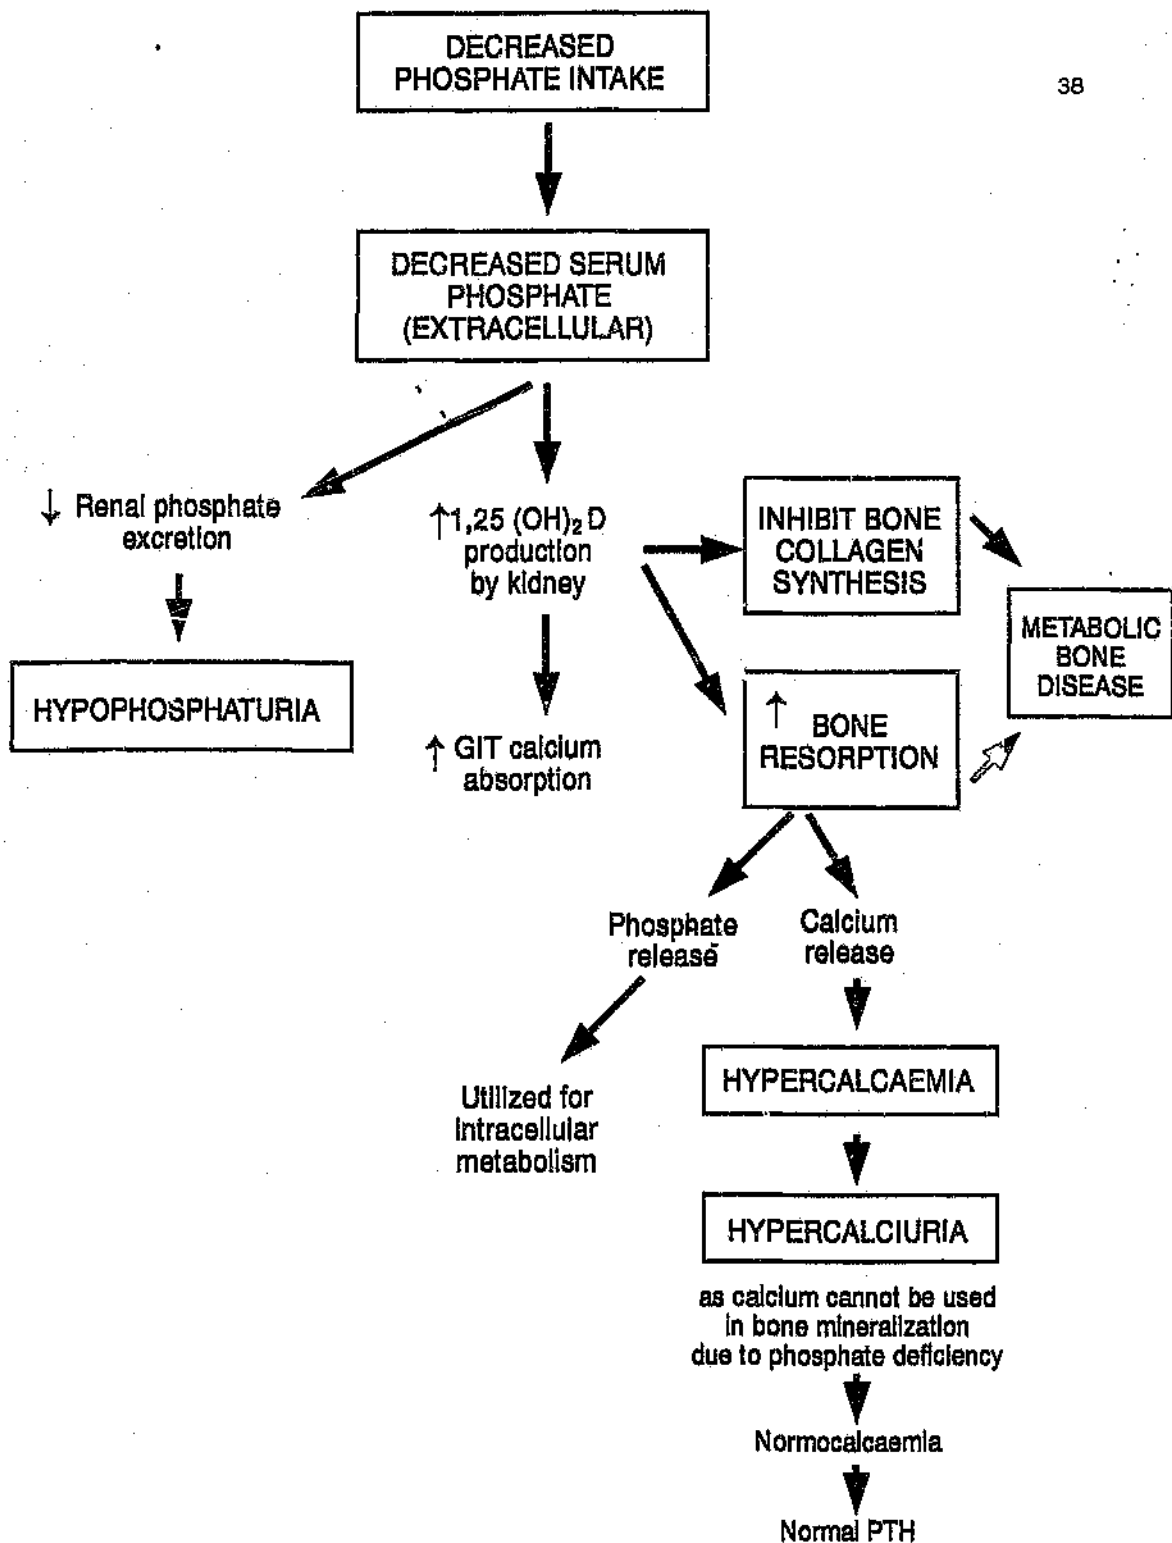 38
DECREASED
PHOSPHATE INTAKE
DECREASED SERUM
PHOSPHATE
(EXTRACELLULAR)
↓ Renal phosphate
excretion
HYPOPHOSPHATURIA
↑1,25 (OH)₂ D
production
by kidney
↑ GIT calcium
absorption
INHIBIT BONE
COLLAGEN
SYNTHESIS
↑ BONE
RESORPTION
METABOLIC
BONE
DISEASE
Phosphate
release
Calcium
release
Utilized for
intracellular
metabolism
HYPERCALCAEMIA
HYPERCALCIURIA
as calcium cannot be used
in bone mineralization
due to phosphate deficiency
Normocalcaemia
Normal PTH